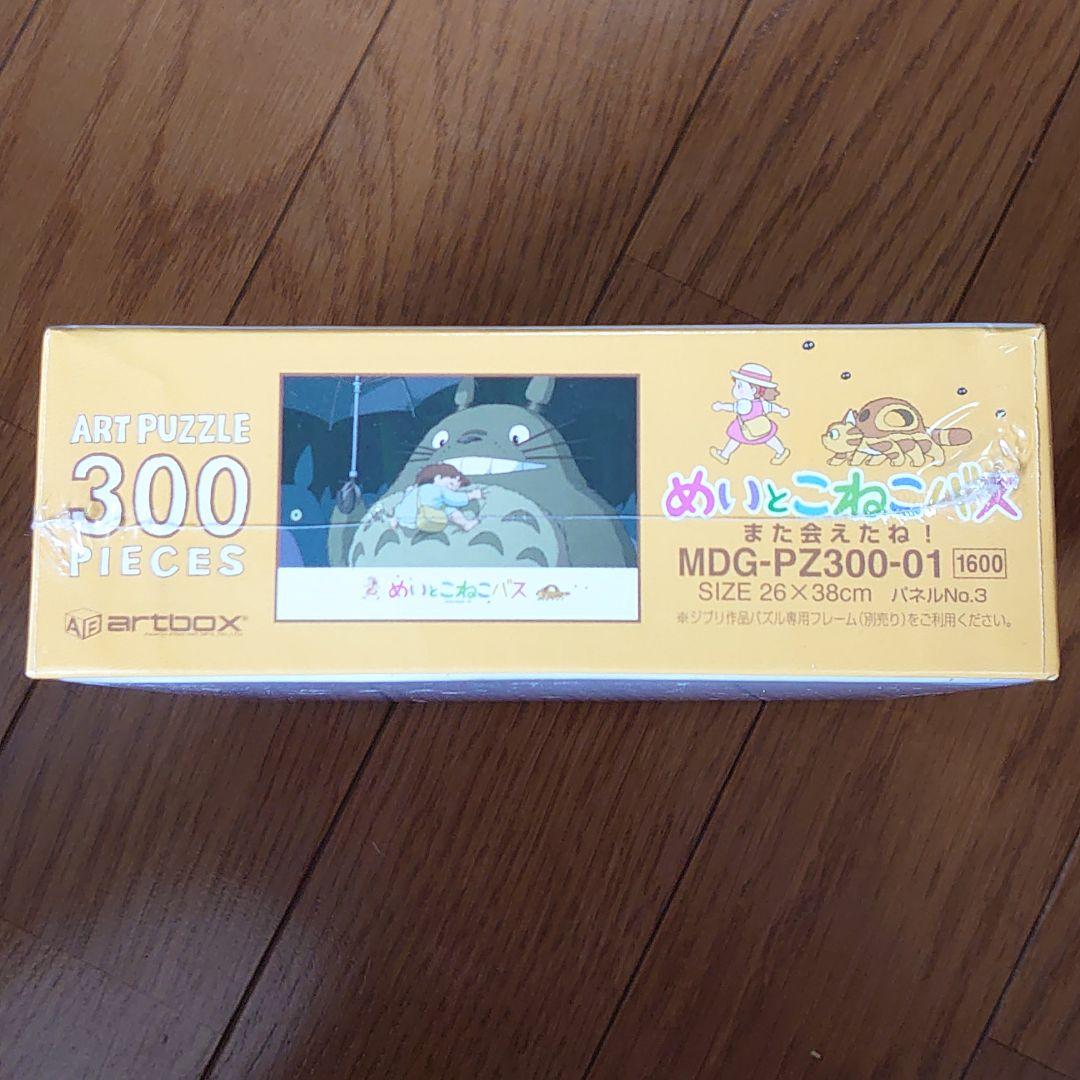 ART PUZZLE
300
PIECES
artbox
めいとこねこバス
めいとこねこバス
また会えたね!
MDG-PZ300-01 1600
SIZE 26×38cm パネルNo.3
※ジブリ作品パズル専用フレーム(別売り)をご利用ください。